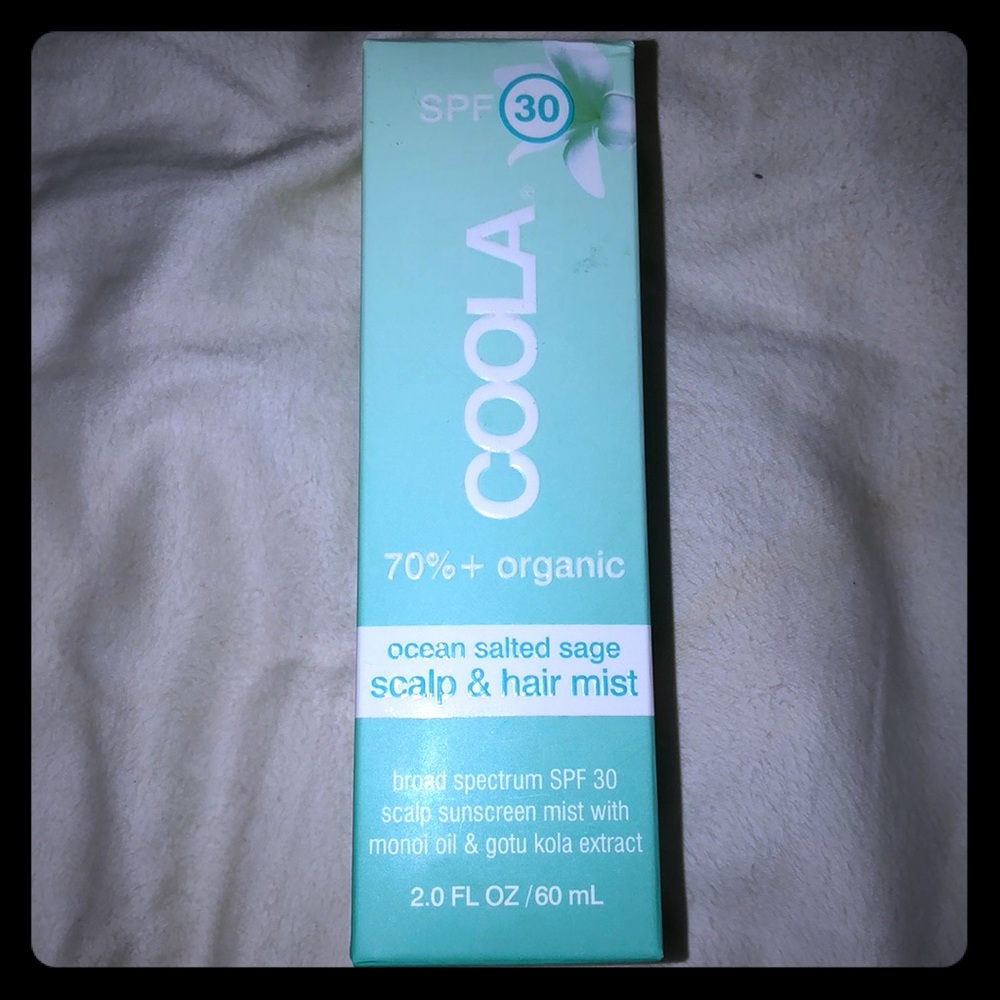 SPF 30
COOLA®
70%+ organic
ocean salted sage
scalp & hair mist
broad spectrum SPF 30
scalp sunscreen mist with
monoi oil & gotu kola extract
2.0 FL OZ / 60 mL